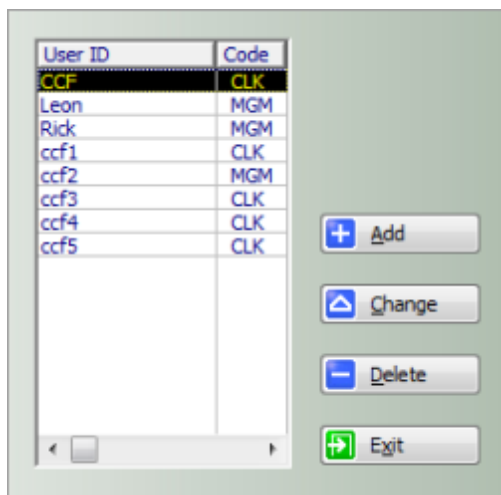 User ID Code
CCF CLK
Leon MGM
Rick MGM
ccf1 CLK
ccf2 MGM
ccf3 CLK
ccf4 CLK
ccf5 CLK
Add
Change
Delete
Exit